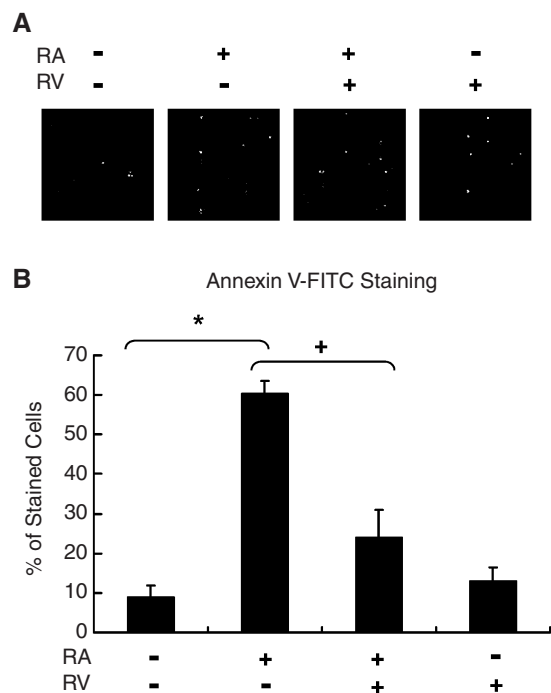 A
RA - + + -
RV - - + +
B Annexin V-FITC Staining
*
+
70
60
50
40
30
20
10
0
% of Stained Cells
RA - + + -
RV - - + +